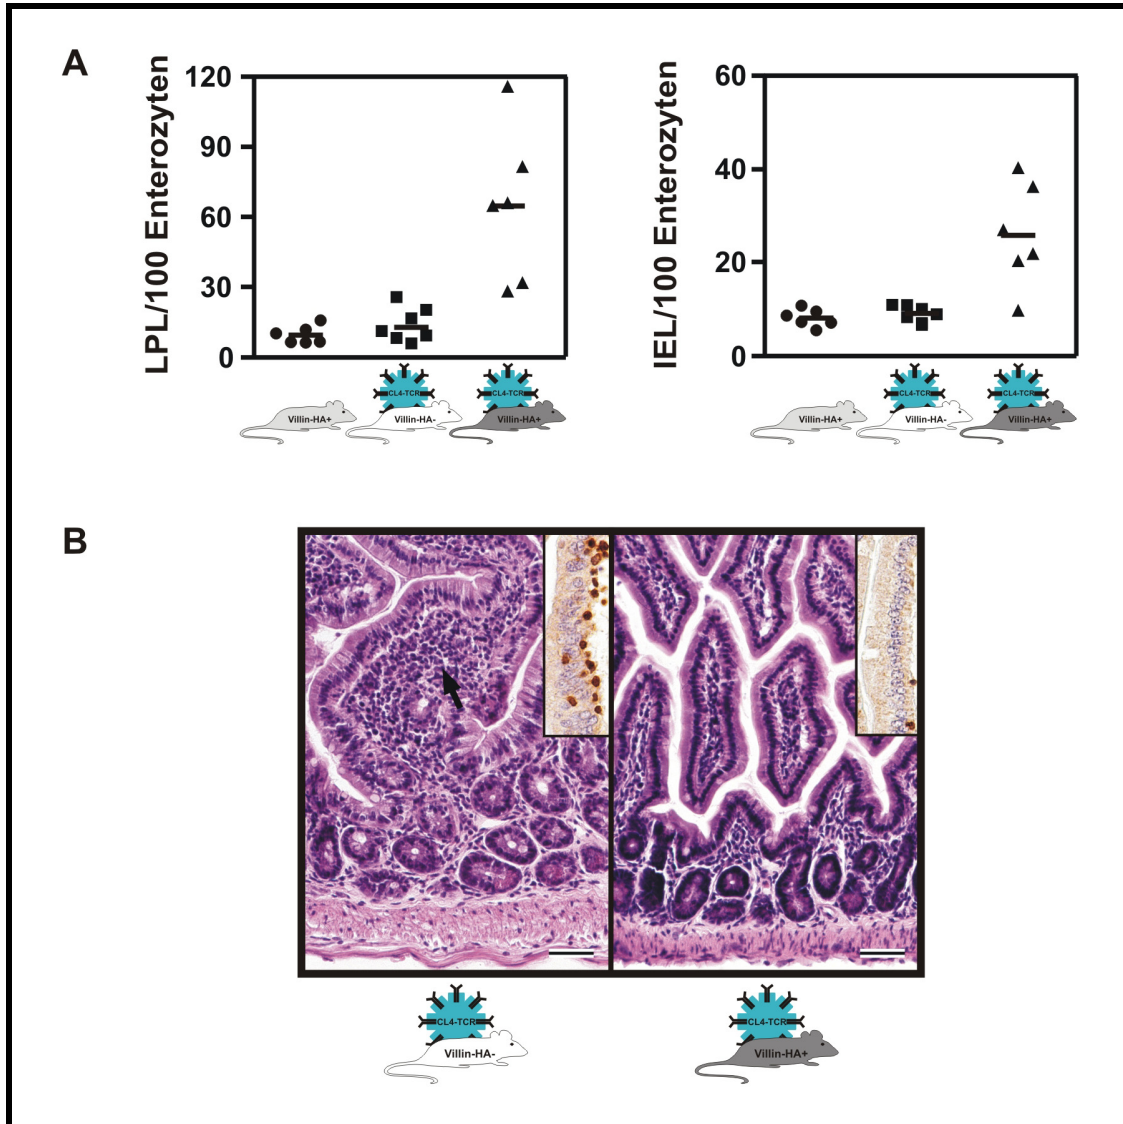 A
LPL/100 Enterozyten
120
90
60
30
0
CL4-TCR
CL4-TCR
Villin-HA+
Villin-HA-
Villin-HA+
IEL/100 Enterozyten
60
40
20
0
CL4-TCR
CL4-TCR
Villin-HA+
Villin-HA-
Villin-HA+
B
CL4-TCR
Villin-HA-
CL4-TCR
Villin-HA+